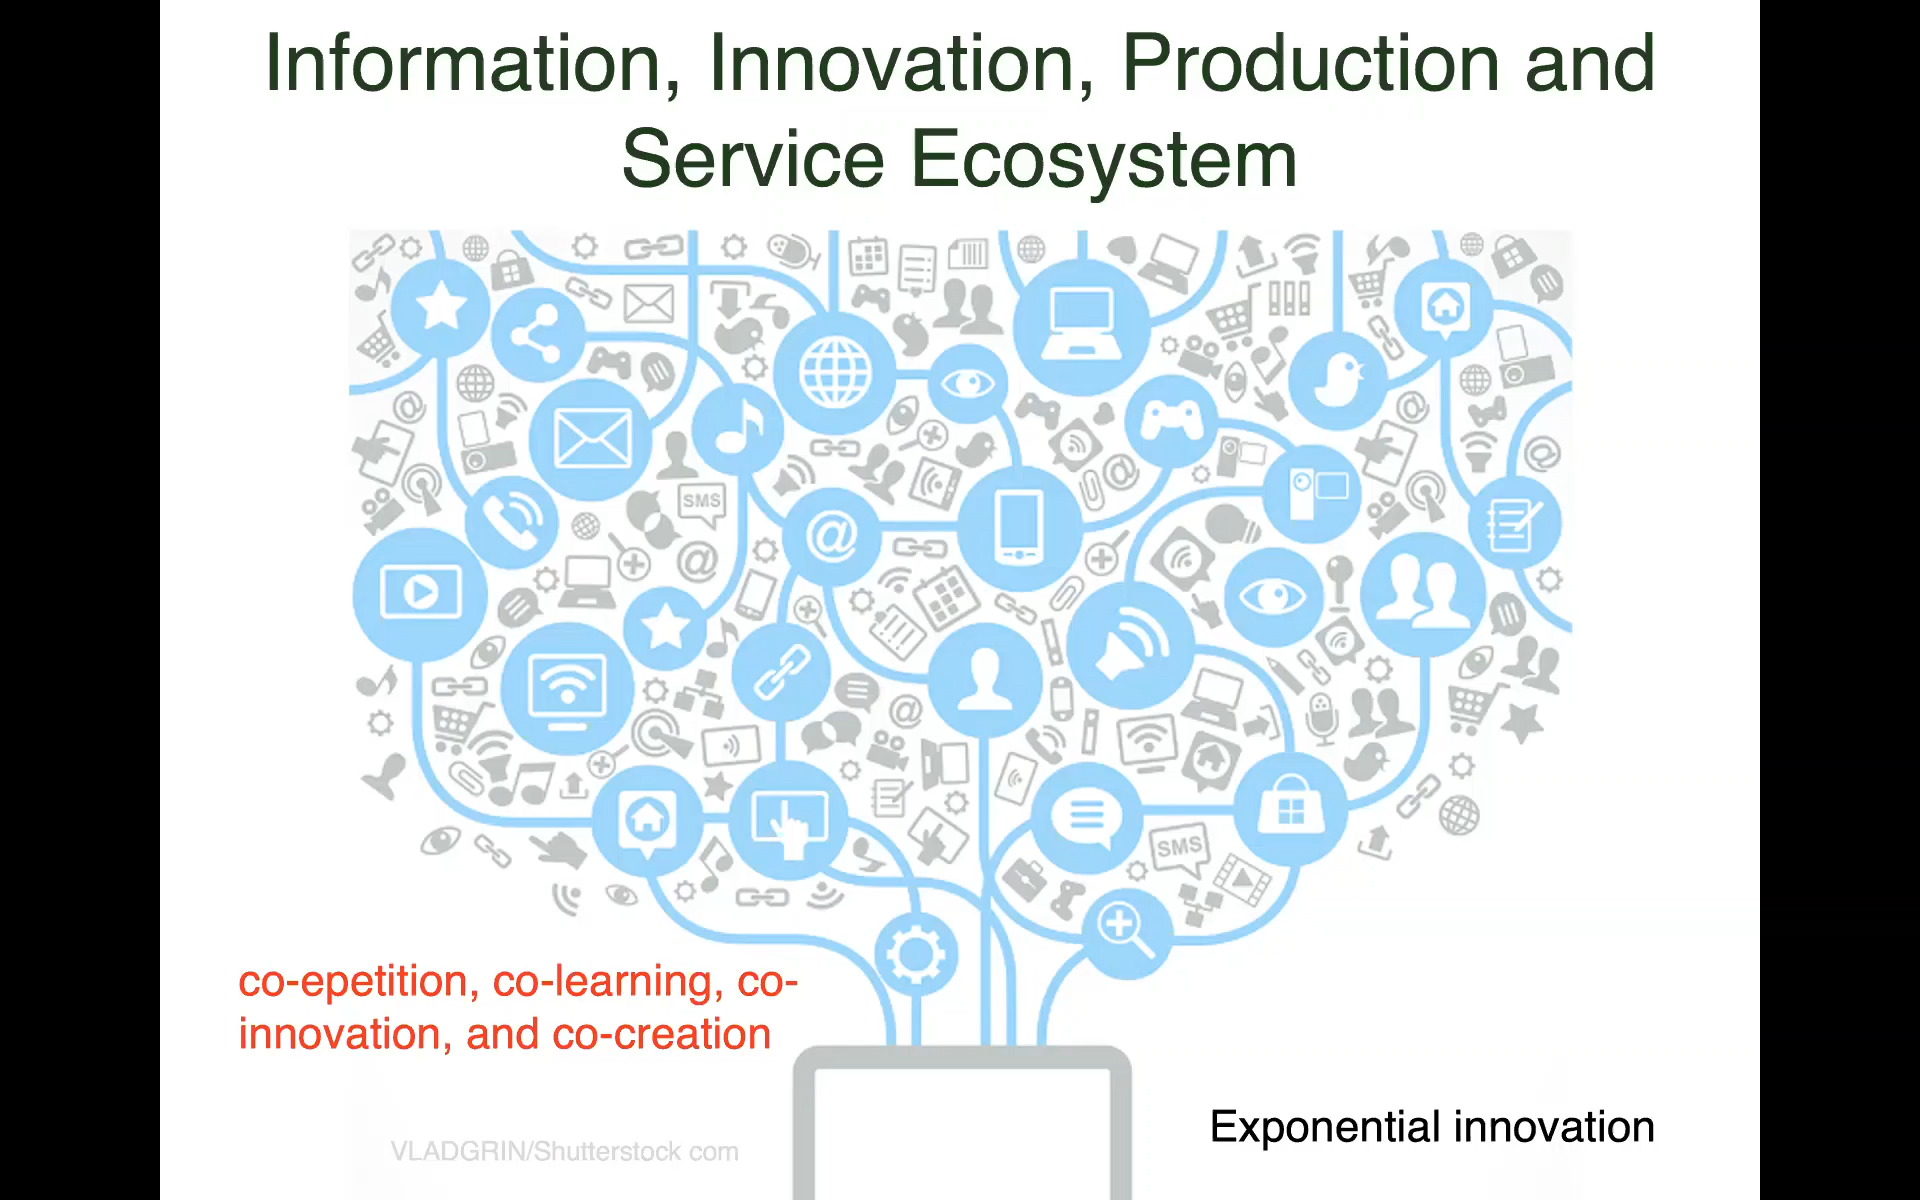 Information, Innovation, Production and
Service Ecosystem
SMS
@
@
@
@
@
@
@
SMS
co-epetition, co-learning, co-
innovation, and co-creation
Exponential innovation
VLADGRIN/Shutterstock com